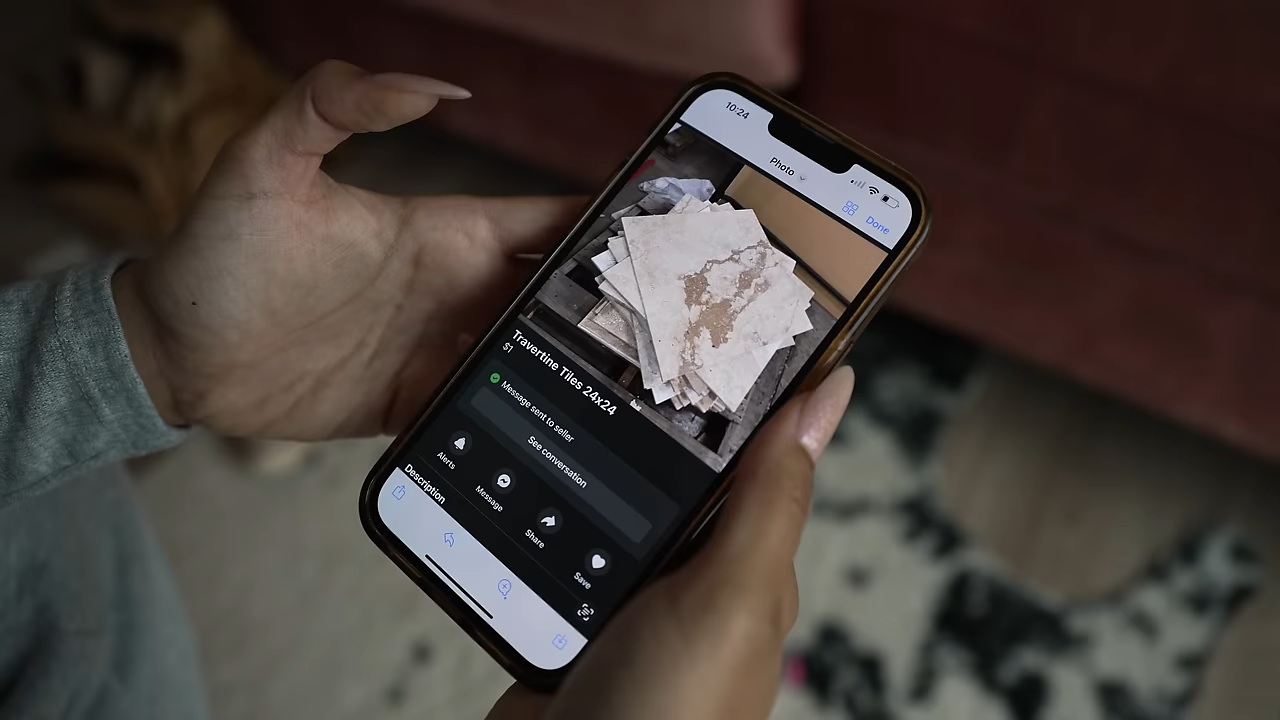 10:24
Photo
Done
Travertine Tiles 24x24
$1
Message sent to seller
See conversation
Alerts
Message
Share
Save
Description